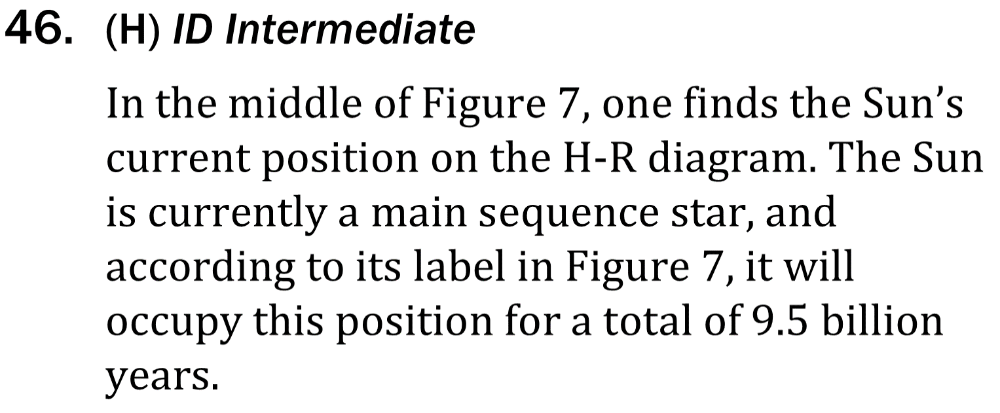 46. (H) ID Intermediate
In the middle of Figure 7, one finds the Sun’s
current position on the H-R diagram. The Sun
is currently a main sequence star, and
according to its label in Figure 7, it will
occupy this position for a total of 9.5 billion
years.